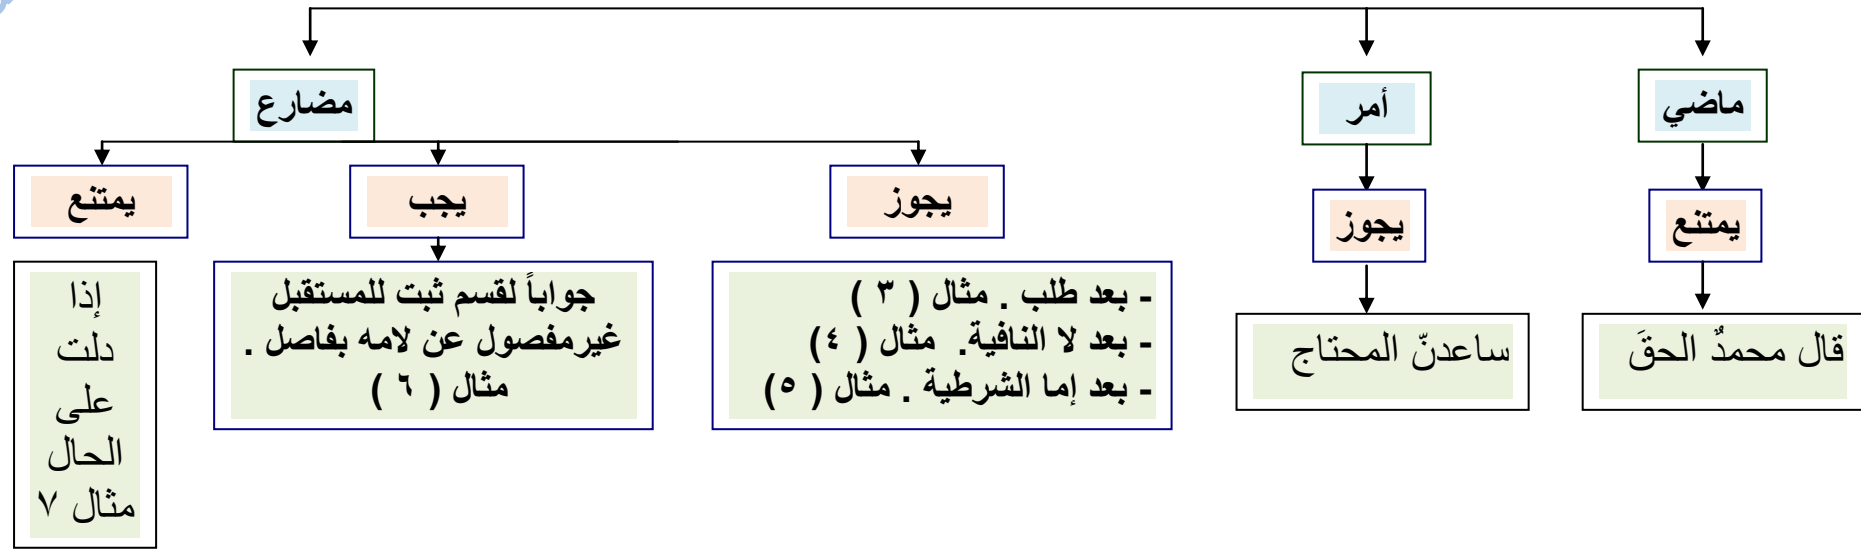 ماضي
أمر
مضارع
يمتنع
يجوز
يجوز
يجب
يمتنع
قال محمدٌ الحقَ
ساعدنّ المحتاج
- بعد طلب . مثال ( ٣ )
- بعد لا النافية. مثال ( ٤)
- بعد إما الشرطية . مثال ( ٥)
جواباً لقسم ثبت للمستقبل
غيرمفصول عن لامه بفاصل .
مثال ( ٦ )
إذا
دلت
على
الحال
مثال ٧